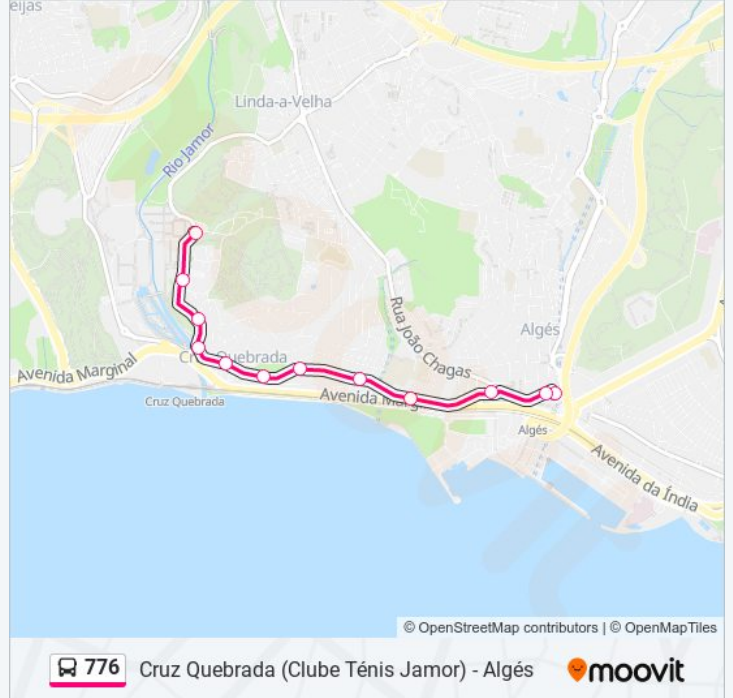 eijas
Linda-a-Velha
Rio Jamor
Rua João Chagas
Algés
Avenida Marginal
Cruz Quebrada
Cruz Quebrada
Avenida Marg
Algés
Avenida da Índia
© OpenStreetMap contributors | © OpenMapTiles
776 Cruz Quebrada (Clube Ténis Jamor) - Algés moovit